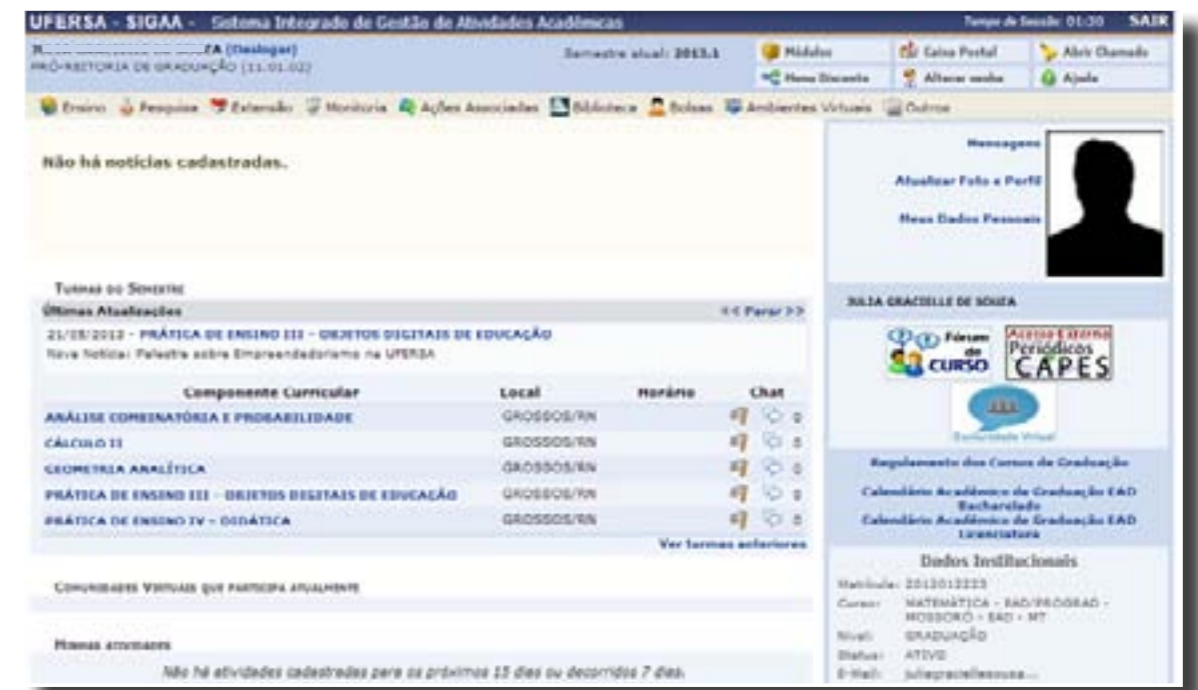 UFERSA - SIGAA - Sistema Integrado de Gestão de Atividades Acadêmicas
Tempo de Sessão: 01:30 SAIR
(Deslogar)
PRÓ-REITORIA DE GRADUAÇÃO (11.01.02)
Semestre atual: 2013.1
Módulos Caixa Postal Abrir Chamado
Menu Discente Alterar senha Ajuda
Ensino Pesquisa Extensão Monitoria Ações Associadas Biblioteca Bolsas Ambientes Virtuais Outros
Não há notícias cadastradas.
Mensagens
Atualizar Foto e Perfil
Meus Dados Pessoais
TURMAS DO SEMESTRE
Últimas Atualizações << Parar >>
- PRÁTICA DE ENSINO III - OBJETOS DIGITAIS DE EDUCAÇÃO
Nova Notícia: Palestra sobre Empreendedorismo na UFERSA
Componente Curricular Local Horário Chat
ANÁLISE COMBINATÓRIA E PROBABILIDADE GROSSOS/RN
CÁLCULO II GROSSOS/RN
GEOMETRIA ANALÍTICA GROSSOS/RN
PRÁTICA DE ENSINO III - OBJETOS DIGITAIS DE EDUCAÇÃO GROSSOS/RN
PRÁTICA DE ENSINO IV - DIDÁTICA GROSSOS/RN
Ver turmas anteriores
COMUNIDADES VIRTUAIS QUE PARTICIPA ATUALMENTE
MINHAS ATIVIDADES
Não há atividades cadastradas para os próximos 15 dias ou decorridos 7 dias.
JULIA GRACIELLE DE SOUZA
Fórum de CURSO
Acesso Externo Periódicos CAPES
Comunidade Virtual
Regulamento dos Cursos de Graduação
Calendário Acadêmico de Graduação EAD
Bacharelado
Calendário Acadêmico de Graduação EAD
Licenciatura
Dados Institucionais
Matrícula:
Curso: MATEMÁTICA - EAD/PROGRAD -
MOSSORÓ - EAD - MT
Nível: GRADUAÇÃO
Status: ATIVO
E-Mail: